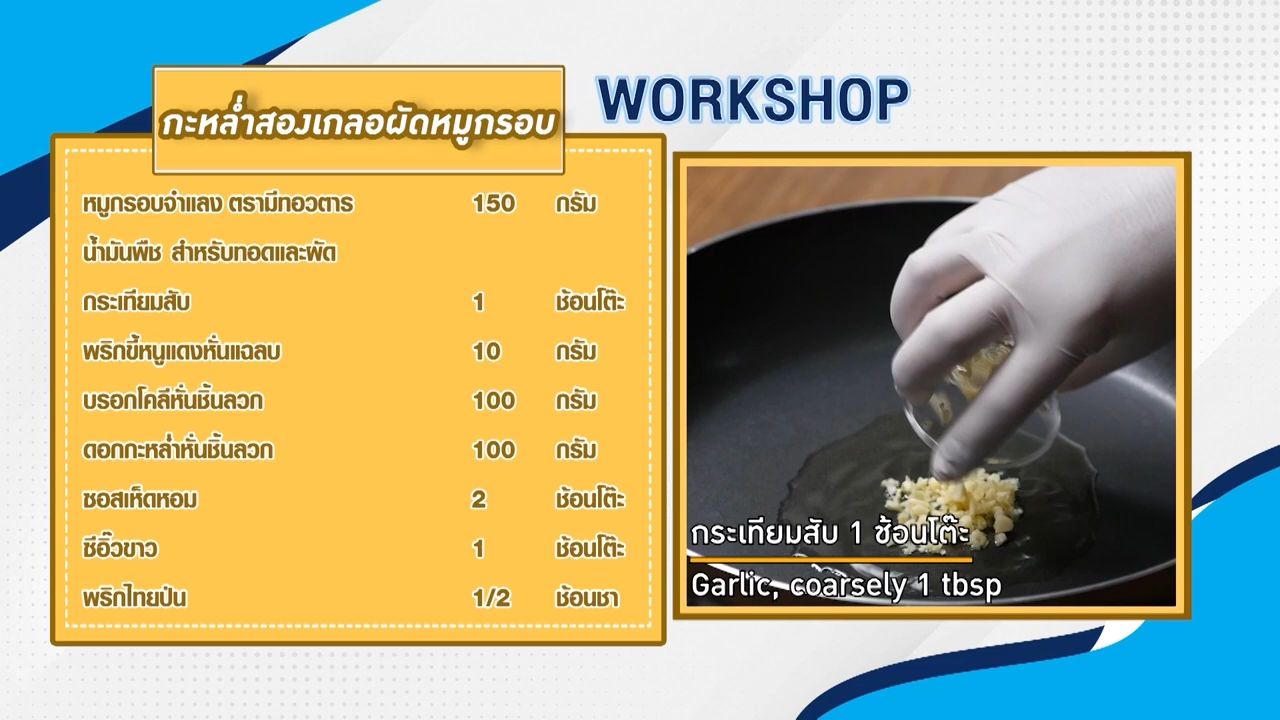 กะหล่ำสองเกลอผัดหมูกรอบ
WORKSHOP
หมูกรอบจำแลง ตรามีทอวตาร 150 กรัม
น้ำมันพืช สำหรับทอดและผัด
กระเทียมสับ 1 ช้อนโต๊ะ
พริกขี้หนูแดงหั่นแฉลบ 10 กรัม
บรอกโคลีหั่นชิ้นลวก 100 กรัม
ดอกกะหล่ำหั่นชิ้นลวก 100 กรัม
ซอสเห็ดหอม 2 ช้อนโต๊ะ
ซีอิ๊วขาว 1 ช้อนโต๊ะ
พริกไทยป่น 1/2 ช้อนชา
กระเทียมสับ 1 ช้อนโต๊ะ
Garlic, coarsely 1 tbsp